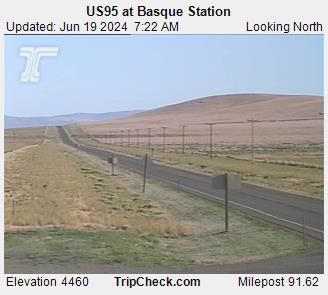 US95 at Basque Station
Updated: Jun 19 2024 7:22 AM Looking North
Elevation 4460 TripCheck.com Milepost 91.62